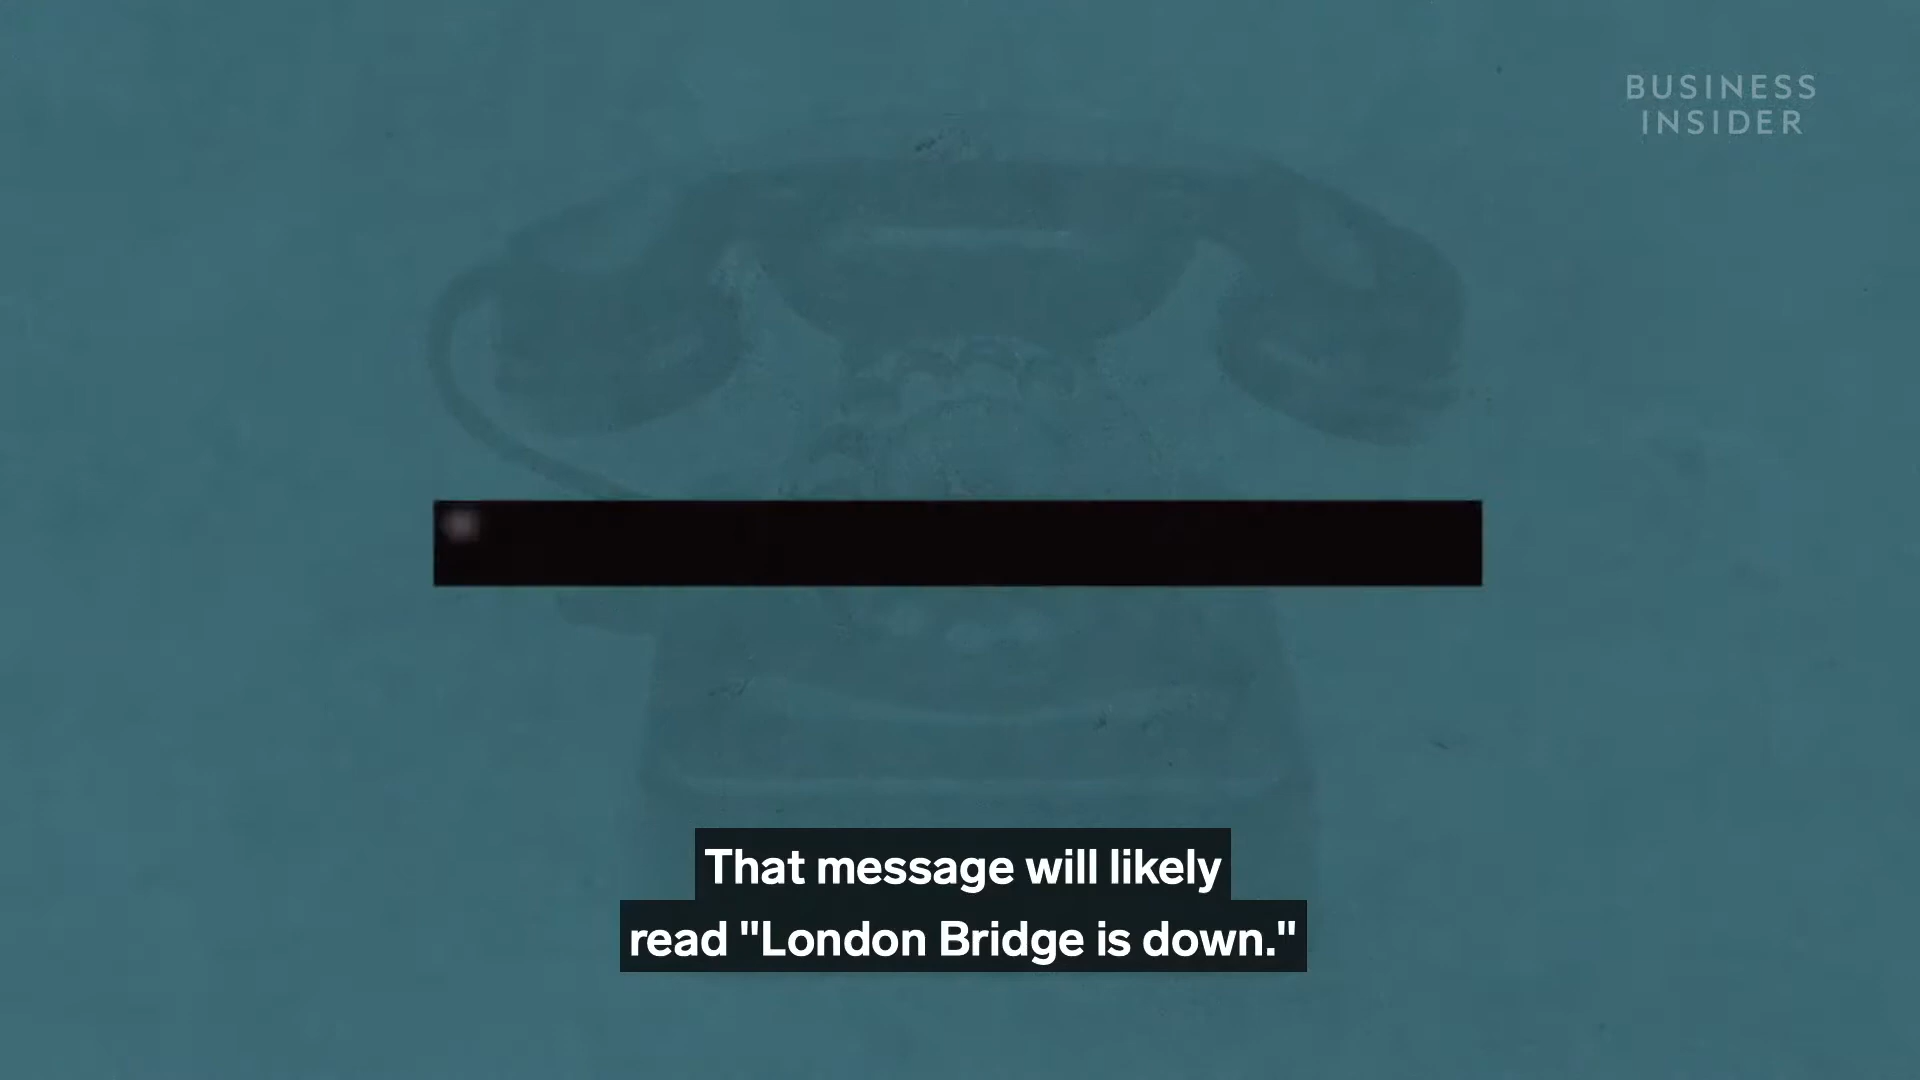 BUSINESS
INSIDER
That message will likely
read "London Bridge is down."